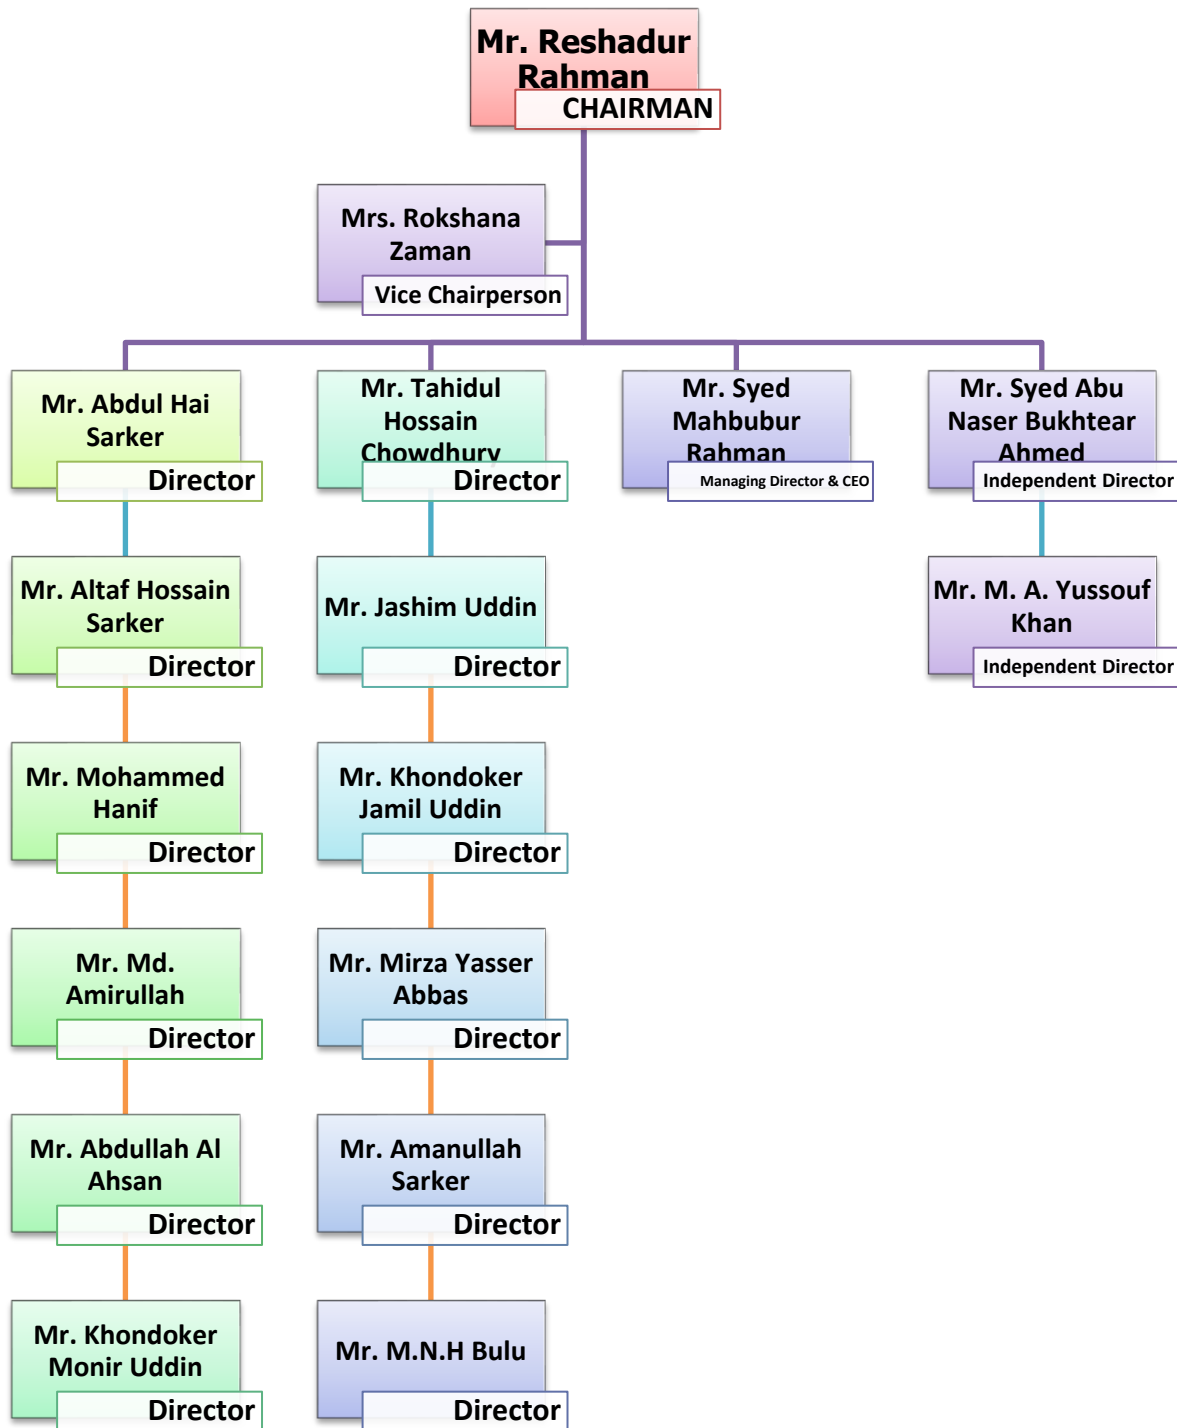 Mr. Reshadur
Rahman
CHAIRMAN
Mrs. Rokshana
Zaman
Vice Chairperson
Mr. Abdul Hai
Sarker
Director
Mr. Tahidul
Hossain
Chowdhury
Director
Mr. Syed
Mahbubur
Rahman
Managing Director & CEO
Mr. Syed Abu
Naser Bukhtear
Ahmed
Independent Director
Mr. Altaf Hossain
Sarker
Director
Mr. Jashim Uddin
Director
Mr. M. A. Yussouf
Khan
Independent Director
Mr. Mohammed
Hanif
Director
Mr. Khondoker
Jamil Uddin
Director
Mr. Md.
Amirullah
Director
Mr. Mirza Yasser
Abbas
Director
Mr. Abdullah Al
Ahsan
Director
Mr. Amanullah
Sarker
Director
Mr. Khondoker
Monir Uddin
Director
Mr. M.N.H Bulu
Director